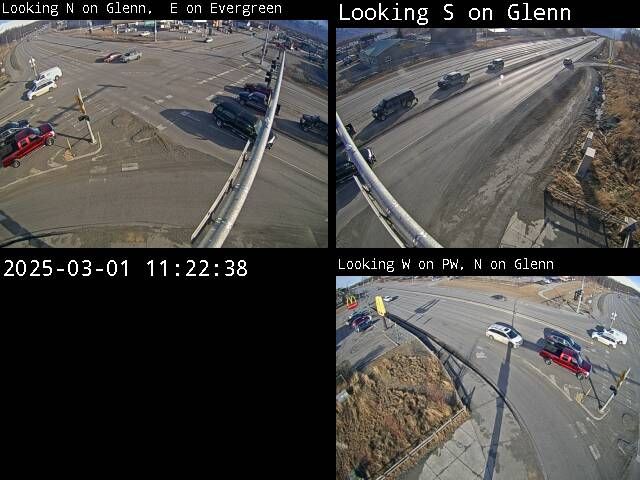 Looking N on Glenn, E on Evergreen
Looking S on Glenn
2025-03-01 11:22:38
Looking W on PW, N on Glenn